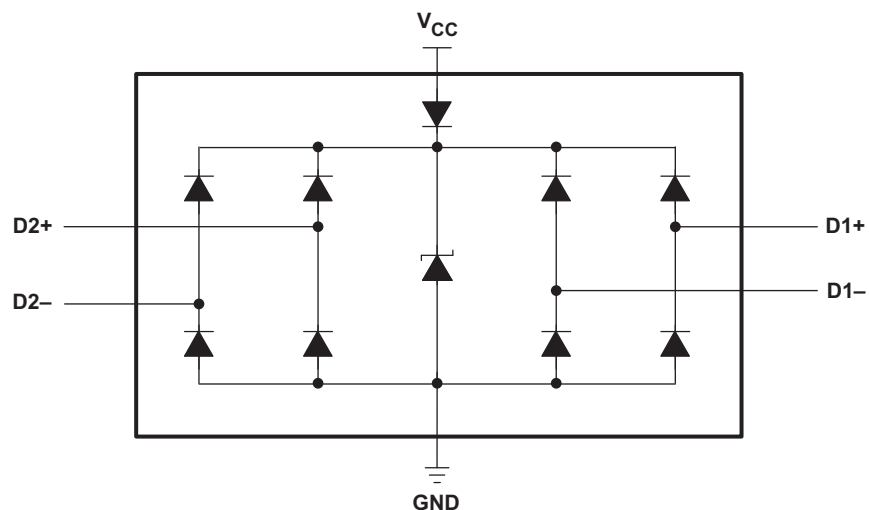 VCC
D2+
D1+
D1–
D2–
GND